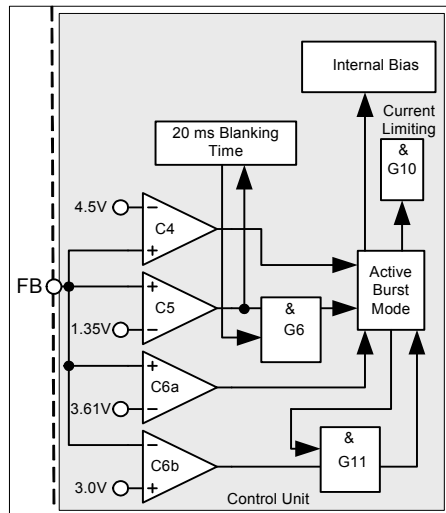 Internal Bias
Current
Limiting
&
G10
20 ms Blanking
Time
4.5V
−
C4
+
FB
+
C5
−
1.35V
&
G6
Active
Burst
Mode
+
C6a
−
3.61V
−
C6b
+
3.0V
&
G11
Control Unit